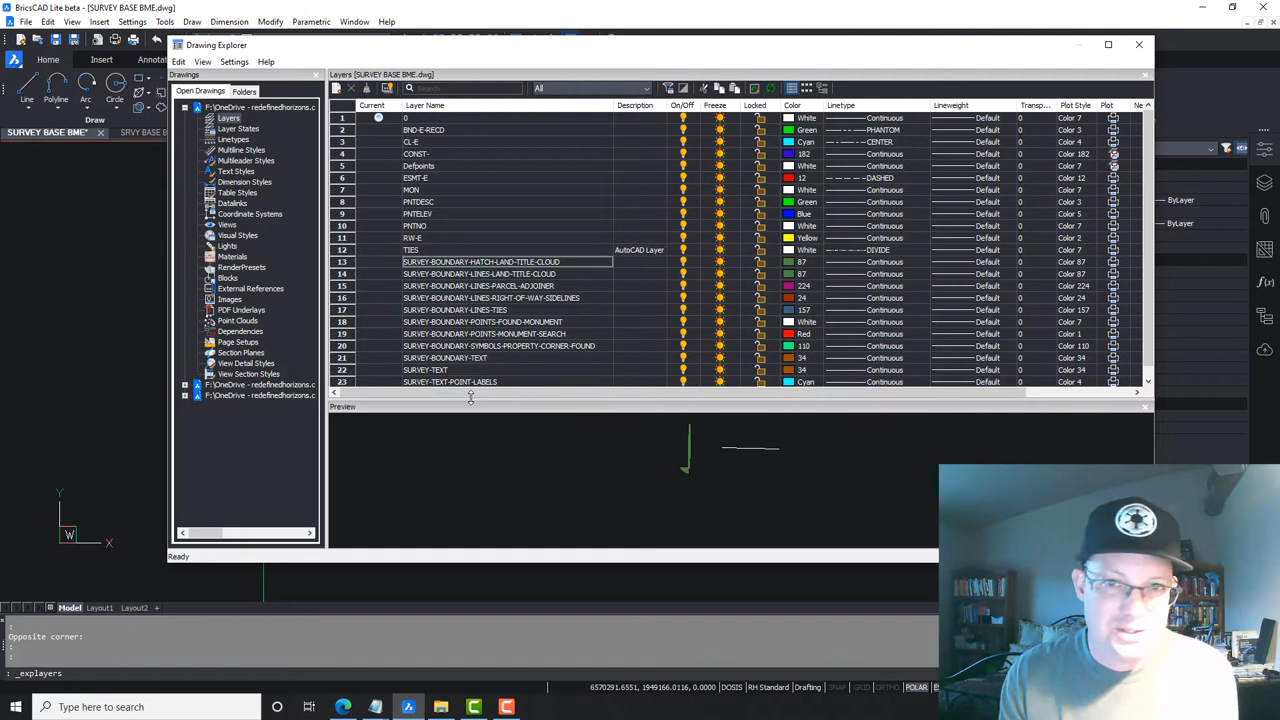 BricsCAD Lite beta - [SURVEY BASE BME.dwg]
File Edit View Insert Settings Tools Draw Dimension Modify Parametric Window Help
Home Insert Annotat
Line Polyline Arc Circle
Draw
SURVEY BASE BME* SRVY BASE BM
Drawing Explorer
Edit View Settings Help
Drawings
Open Drawings Folders
F:\OneDrive - redefinedhorizons.c
Layers
Layer States
Linetypes
Multiline Styles
Multileader Styles
Text Styles
Dimension Styles
Table Styles
Datalinks
Coordinate Systems
Views
Visual Styles
Lights
Materials
RenderPresets
Blocks
External References
Images
PDF Underlays
Point Clouds
Dependencies
Page Setups
Section Planes
View Detail Styles
View Section Styles
F:\OneDrive - redefinedhorizons.c
F:\OneDrive - redefinedhorizons.c
Layers [SURVEY BASE BME.dwg]
Search All
Current Layer Name Description On/Off Freeze Locked Color Linetype Lineweight Transp... Plot Style Plot Ne
1 0 White Continuous Default 0 Color 7
2 BND-E-RECD Green PHANTOM Default 0 Color 3
3 CL-E Cyan CENTER Default 0 Color 4
4 CONST- 182 Continuous Default 0 Color 182
5 Defpoints White Continuous Default 0 Color 7
6 ESMT-E 12 DASHED Default 0 Color 12
7 MON White Continuous Default 0 Color 7
8 PNTDESC Green Continuous Default 0 Color 3
9 PNTELEV Blue Continuous Default 0 Color 5
10 PNTNO White Continuous Default 0 Color 7
11 RW-E Yellow Continuous Default 0 Color 2
12 TIES AutoCAD Layer White DIVIDE Default 0 Color 7
13 SURVEY-BOUNDARY-HATCH-LAND-TITLE-CLOUD 87 Continuous Default 0 Color 87
14 SURVEY-BOUNDARY-LINES-LAND-TITLE-CLOUD 87 Continuous Default 0 Color 87
15 SURVEY-BOUNDARY-LINES-PARCEL-ADJOINER 224 Continuous Default 0 Color 224
16 SURVEY-BOUNDARY-LINES-RIGHT-OF-WAY-SIDELINES 24 Continuous Default 0 Color 24
17 SURVEY-BOUNDARY-LINES-TIES 157 Continuous Default 0 Color 157
18 SURVEY-BOUNDARY-POINTS-FOUND-MONUMENT White Continuous Default 0 Color 7
19 SURVEY-BOUNDARY-POINTS-MONUMENT-SEARCH Red Continuous Default 0 Color 1
20 SURVEY-BOUNDARY-SYMBOLS-PROPERTY-CORNER-FOUND 110 Continuous Default 0 Color 110
21 SURVEY-BOUNDARY-TEXT 34 Continuous Default 0 Color 34
22 SURVEY-TEXT 34 Continuous Default 0 Color 34
23 SURVEY-TEXT-POINT-LABELS Cyan Continuous Default 0 Color 4
Preview
Ready
ByLayer
ByLayer
Y
W X
Model Layout1 Layout2 +
:
Opposite corner:
:
:
: _explayers
6570291.6551, 1949166.0116, 0.0000 DOSIS RH Standard Drafting SNAP GRID ORTHO POLAR
Type here to search